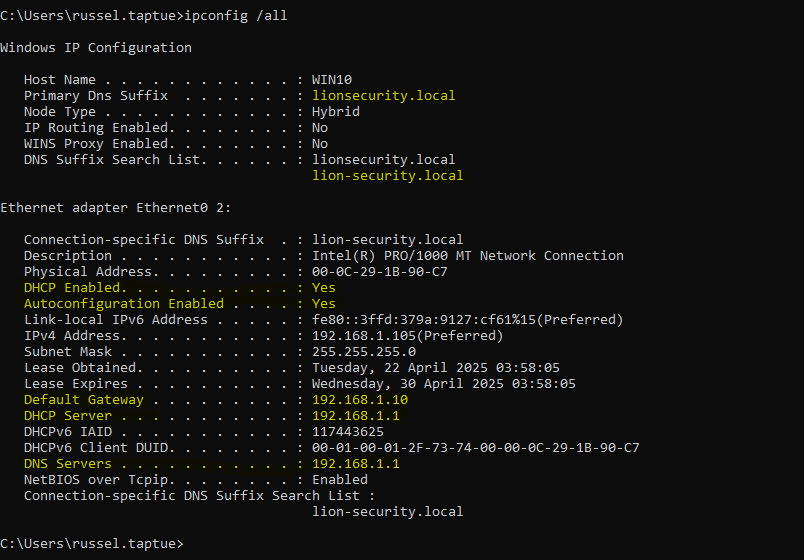 C:\Users\russel.taptue>ipconfig /all
Windows IP Configuration
Host Name . . . . . . . . . . . . : WIN10
Primary Dns Suffix  . . . . . . . : lionsecurity.local
Node Type . . . . . . . . . . . . : Hybrid
IP Routing Enabled. . . . . . . . : No
WINS Proxy Enabled. . . . . . . . : No
DNS Suffix Search List. . . . . . : lionsecurity.local
lion-security.local
Ethernet adapter Ethernet0 2:
Connection-specific DNS Suffix  . : lion-security.local
Description . . . . . . . . . . . : Intel(R) PRO/1000 MT Network Connection
Physical Address. . . . . . . . . : 00-0C-29-1B-90-C7
DHCP Enabled. . . . . . . . . . . : Yes
Autoconfiguration Enabled . . . . : Yes
Link-local IPv6 Address . . . . . : fe80::3ffd:379a:9127:cf61%15(Preferred)
IPv4 Address. . . . . . . . . . . : 192.168.1.105(Preferred)
Subnet Mask . . . . . . . . . . . : 255.255.255.0
Lease Obtained. . . . . . . . . . : Tuesday, 22 April 2025 03:58:05
Lease Expires . . . . . . . . . . : Wednesday, 30 April 2025 03:58:05
Default Gateway . . . . . . . . . : 192.168.1.10
DHCP Server . . . . . . . . . . . : 192.168.1.1
DHCPv6 IAID . . . . . . . . . . . : 117443625
DHCPv6 Client DUID. . . . . . . . : 00-01-00-01-2F-73-74-00-00-0C-29-1B-90-C7
DNS Servers . . . . . . . . . . . : 192.168.1.1
NetBIOS over Tcpip. . . . . . . . : Enabled
Connection-specific DNS Suffix Search List :
lion-security.local
C:\Users\russel.taptue>